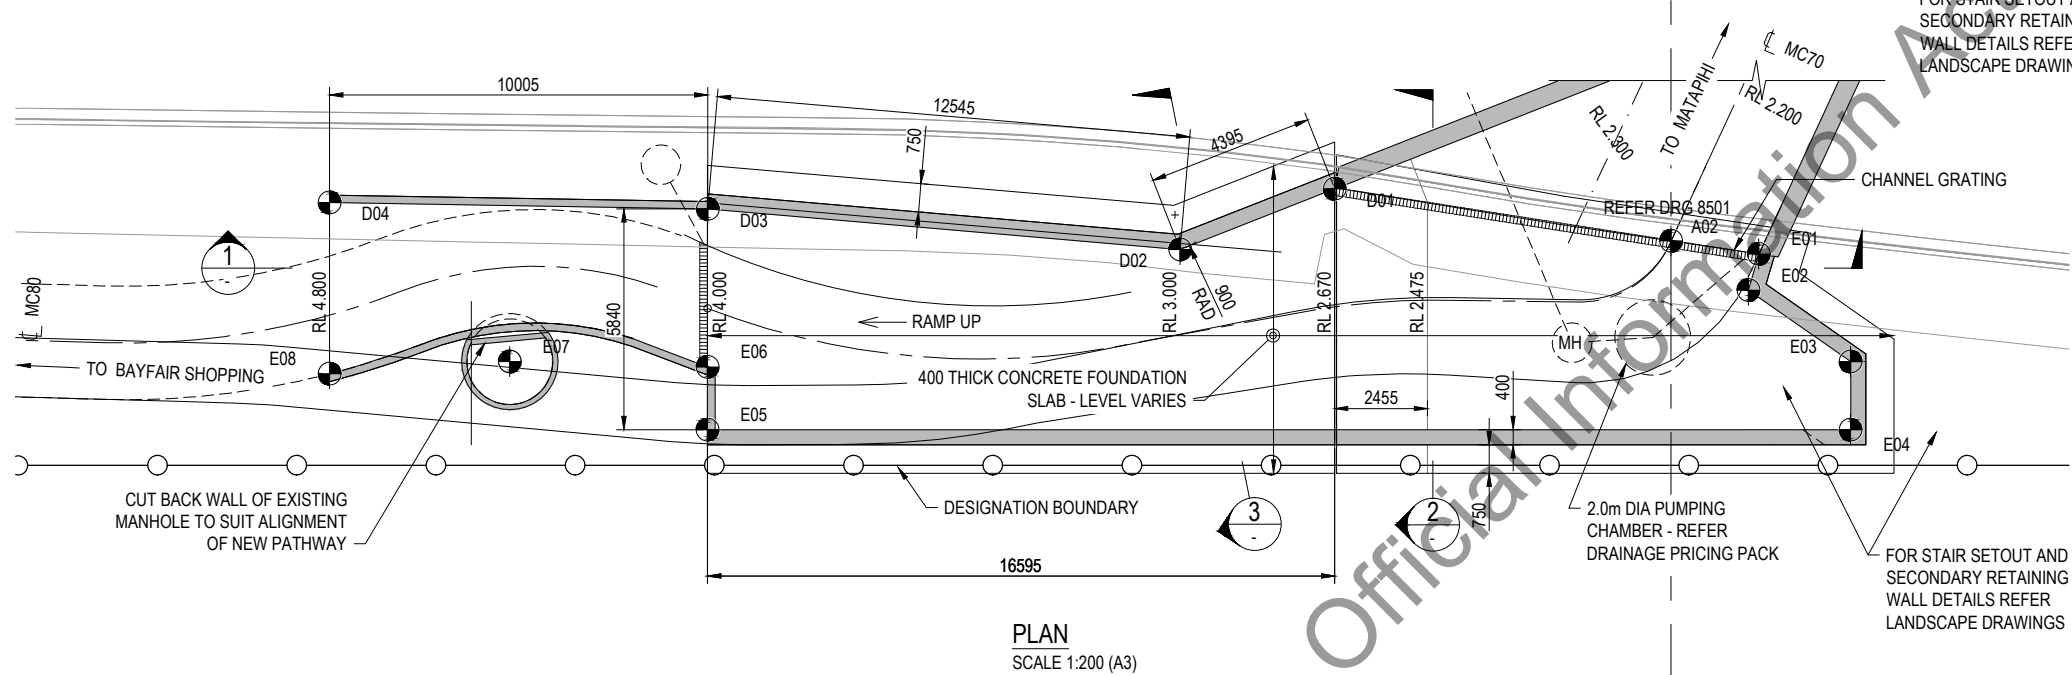 FOR STAIR SETOUT A
SECONDARY RETAIN
WALL DETAILS REFE
LANDSCAPE DRAWIN
10005
12545
750
4395
MC70
RL 2.200
TO MATAPIHI
RL 2.300
CHANNEL GRATING
D04
D03
D02
D01
REFER DRG 8501
A02
E01
E02
1
-
MC80
RL 4.800
5840
RL 4.000
RAMP UP
RL 3.000
900
RAD
RL 2.670
RL 2.475
MH
E03
TO BAYFAIR SHOPPING
E08
E07
E06
400 THICK CONCRETE FOUNDATION
SLAB - LEVEL VARIES
2455
400
E05
E04
CUT BACK WALL OF EXISTING
MANHOLE TO SUIT ALIGNMENT
OF NEW PATHWAY
DESIGNATION BOUNDARY
3
-
2
-
750
2.0m DIA PUMPING
CHAMBER - REFER
DRAINAGE PRICING PACK
FOR STAIR SETOUT AND
SECONDARY RETAINING
WALL DETAILS REFER
LANDSCAPE DRAWINGS
16595
PLAN
SCALE 1:200 (A3)
Official Information Ac